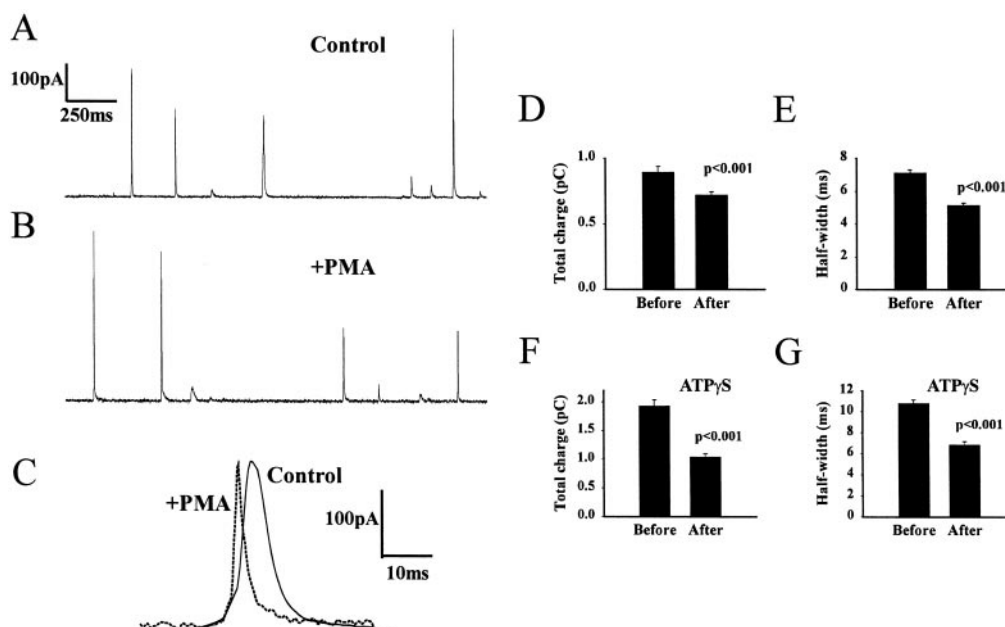 A
Control
100pA
250ms
B
+PMA
C
Control
+PMA
100pA
10ms
D
Total charge (pC)
1.0
0.5
0.0
p<0.001
Before After
E
Half-width (ms)
8
6
4
2
0
p<0.001
Before After
F
ATPγS
Total charge (pC)
2.0
1.5
1.0
0.5
0.0
p<0.001
Before After
G
ATPγS
Half-width (ms)
12
10
8
6
4
2
0
p<0.001
Before After